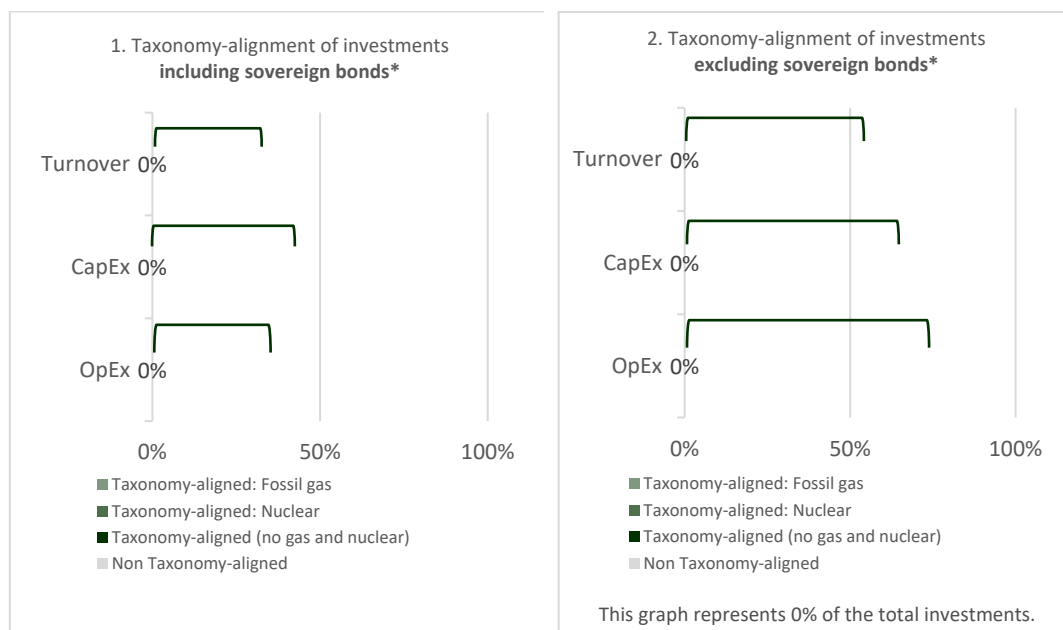 1. Taxonomy-alignment of investments
including sovereign bonds*
Turnover 0%
CapEx 0%
OpEx 0%
0% 50% 100%
Taxonomy-aligned: Fossil gas
Taxonomy-aligned: Nuclear
Taxonomy-aligned (no gas and nuclear)
Non Taxonomy-aligned
2. Taxonomy-alignment of investments
excluding sovereign bonds*
Turnover 0%
CapEx 0%
OpEx 0%
0% 50% 100%
Taxonomy-aligned: Fossil gas
Taxonomy-aligned: Nuclear
Taxonomy-aligned (no gas and nuclear)
Non Taxonomy-aligned
This graph represents 0% of the total investments.